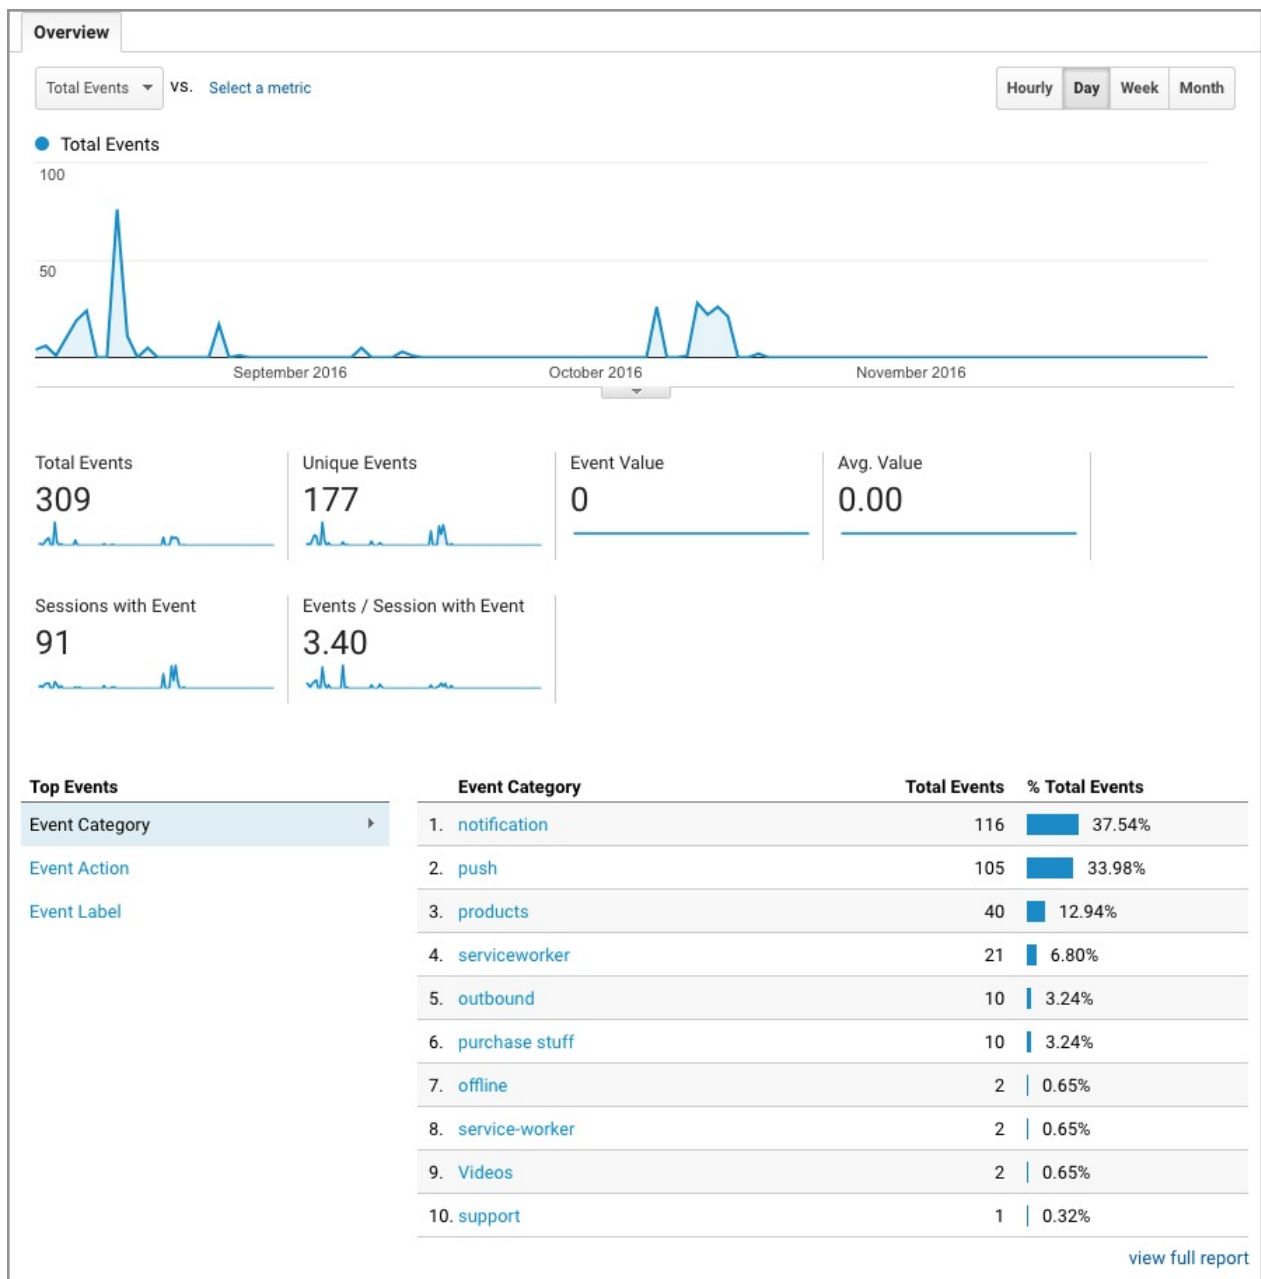 Overview
Total Events VS. Select a metric Hourly Day Week Month
Total Events
100
50
September 2016 October 2016 November 2016
Total Events Unique Events Event Value Avg. Value
309 177 0 0.00
Sessions with Event Events / Session with Event
91 3.40
Top Events Event Category Total Events % Total Events
Event Category 1. notification 116 37.54%
Event Action 2. push 105 33.98%
Event Label 3. products 40 12.94%
4. serviceworker 21 6.80%
5. outbound 10 3.24%
6. purchase stuff 10 3.24%
7. offline 2 0.65%
8. service-worker 2 0.65%
9. Videos 2 0.65%
10. support 1 0.32%
view full report